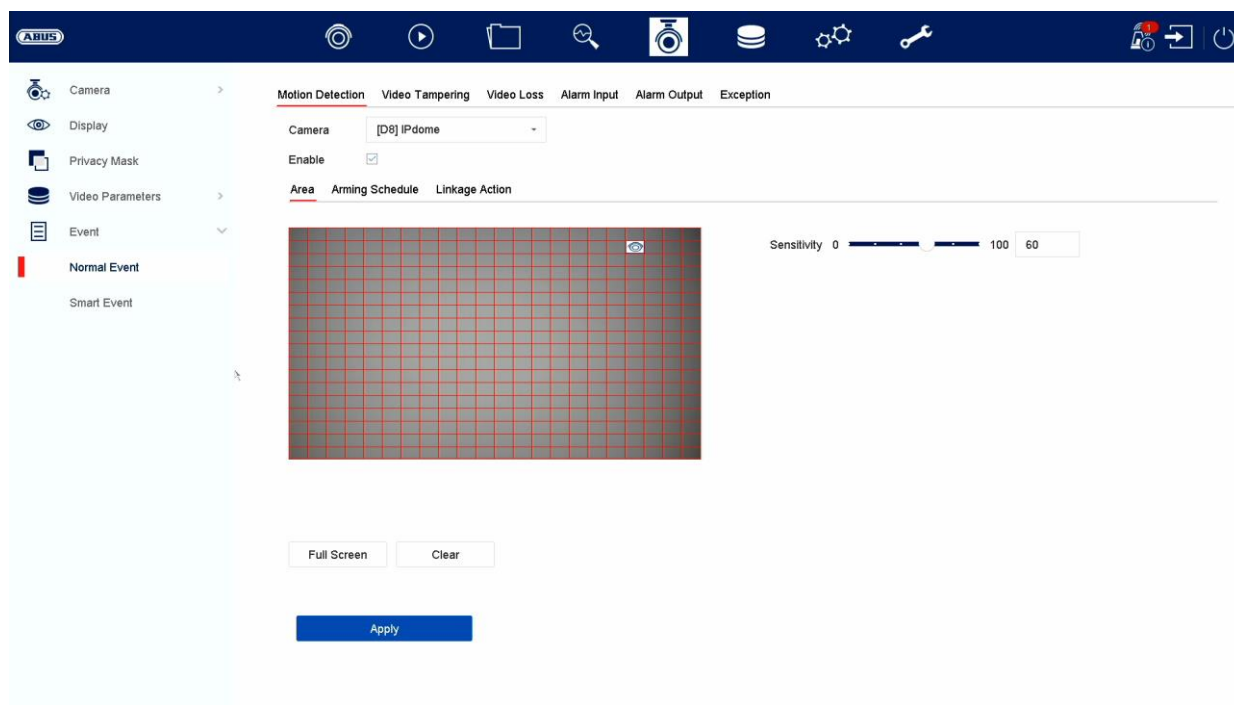 ABUS
1
Camera
Display
Privacy Mask
Video Parameters
Event
Normal Event
Smart Event
Motion Detection Video Tampering Video Loss Alarm Input Alarm Output Exception
Camera [D8] IPdome
Enable
Area Arming Schedule Linkage Action
Sensitivity 0 100 60
Full Screen Clear
Apply